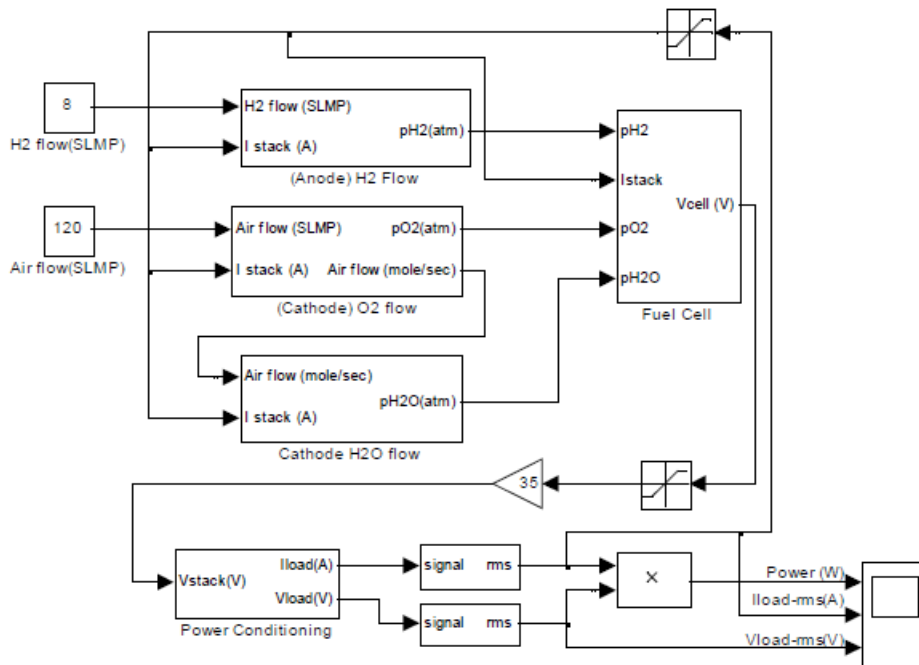 8
H2 flow(SLMP)
H2 flow (SLMP)
I stack (A)
pH2(atm)
(Anode) H2 Flow
120
Air flow(SLMP)
Air flow (SLMP)
I stack (A)
pO2(atm)
Air flow (mole/sec)
(Cathode) O2 flow
Air flow (mole/sec)
I stack (A)
pH2O(atm)
Cathode H2O flow
pH2
Istack
pO2
pH2O
Vcell (V)
Fuel Cell
35
Vstack(V)
Iload(A)
Vload(V)
Power Conditioning
signal rms
signal rms
×
Power (W)
Iload-rms(A)
Vload-rms(V)